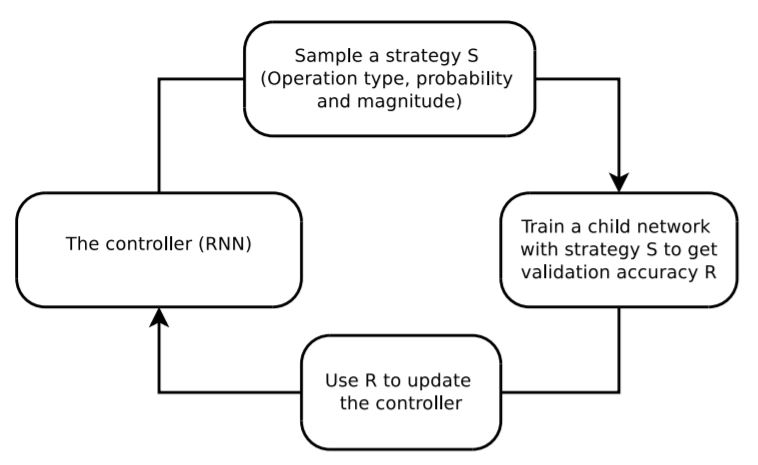 Sample a strategy S
(Operation type, probability
and magnitude)
The controller (RNN)
Train a child network
with strategy S to get
validation accuracy R
Use R to update
the controller